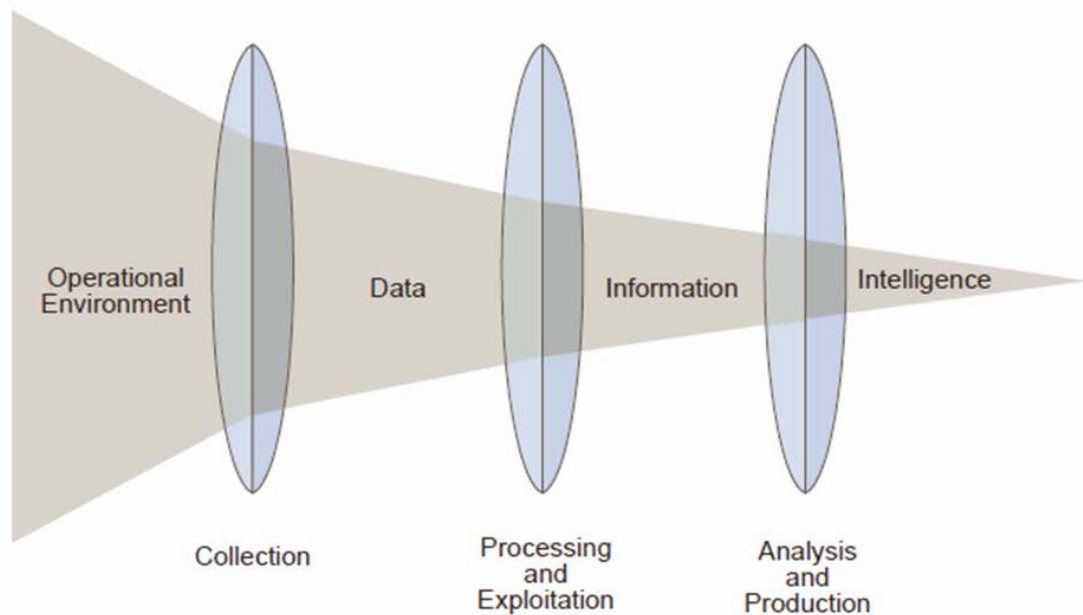 Operational
Environment
Data
Information
Intelligence
Collection
Processing
and
Exploitation
Analysis
and
Production